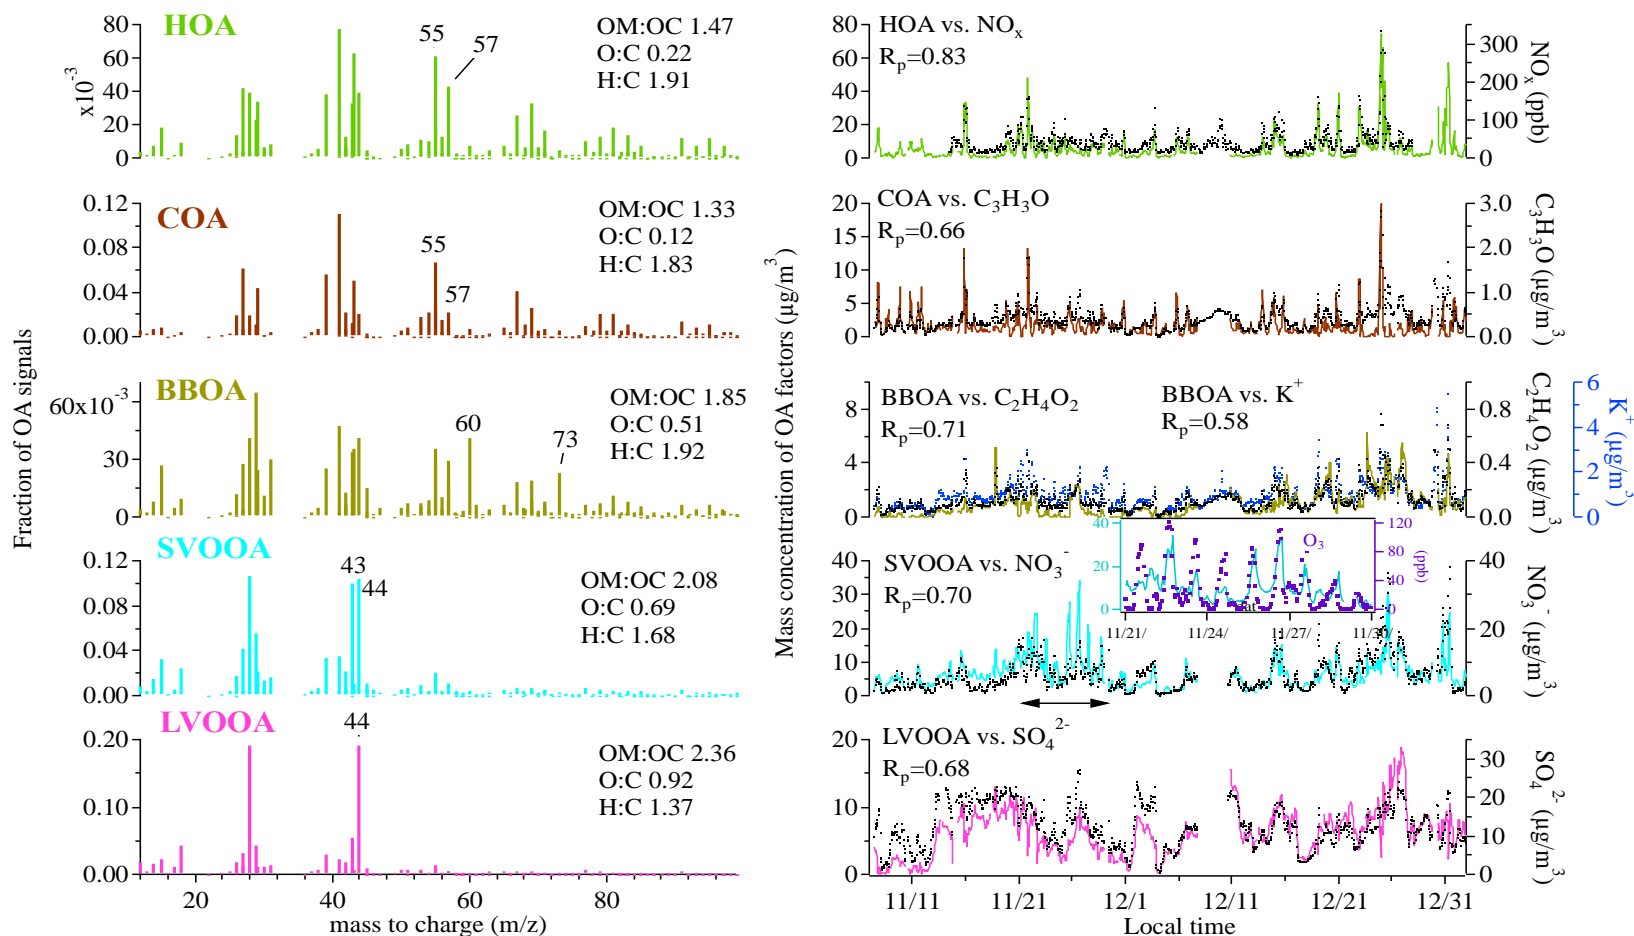 HOA
80
60
40
20
0
x10⁻³
55
57
OM:OC 1.47
O:C 0.22
H:C 1.91
COA
0.12
0.08
0.04
0.00
55
57
OM:OC 1.33
O:C 0.12
H:C 1.83
BBOA
60x10⁻³
30
0
60
73
OM:OC 1.85
O:C 0.51
H:C 1.92
SVOOA
0.12
0.08
0.04
0.00
43
44
OM:OC 2.08
O:C 0.69
H:C 1.68
LVOOA
0.20
0.10
0.00
44
OM:OC 2.36
O:C 0.92
H:C 1.37
20 40 60 80
mass to charge (m/z)
Fraction of OA signals
Mass concentration of OA factors (µg/m³)
HOA vs. NOₓ
Rₚ=0.83
80
60
40
20
0
300
200
100
0
NOₓ (ppb)
COA vs. C₃H₃O
Rₚ=0.66
20
15
10
5
0
3.0
2.0
1.0
0.0
C₃H₃O (µg/m³)
BBOA vs. C₂H₄O₂
Rₚ=0.71
BBOA vs. K⁺
Rₚ=0.58
8
4
0
0.8
0.4
0.0
C₂H₄O₂ (µg/m³)
6
4
2
0
K⁺ (µg/m³)
SVOOA vs. NO₃⁻
Rₚ=0.70
40
30
20
10
0
40
20
0
NO₃⁻ (µg/m³)
40
20
0
O₃
120
80
40
0
(ppb)
at
11/21/ 11/24/ 11/27/ 11/30/
LVOOA vs. SO₄²⁻
Rₚ=0.68
20
10
0
30
20
10
0
SO₄²⁻ (µg/m³)
11/11 11/21 12/1 12/11 12/21 12/31
Local time